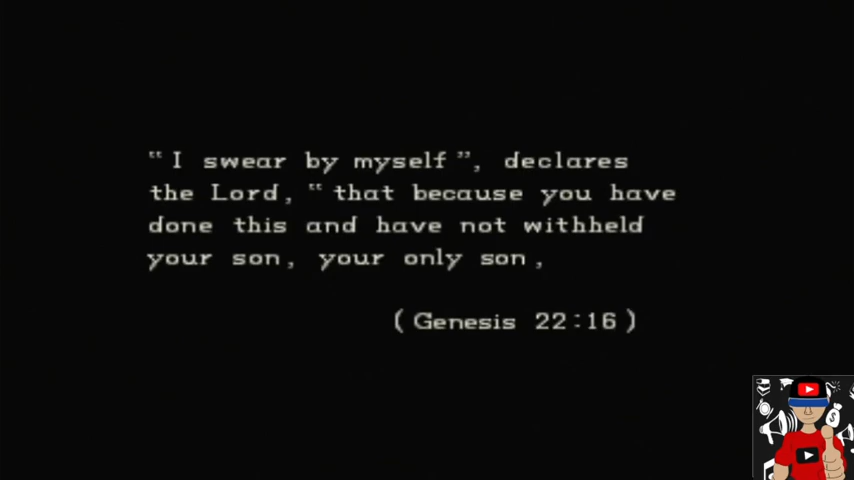 “I swear by myself”, declares
the Lord, “that because you have
done this and have not withheld
your son, your only son,
(Genesis 22:16)
$